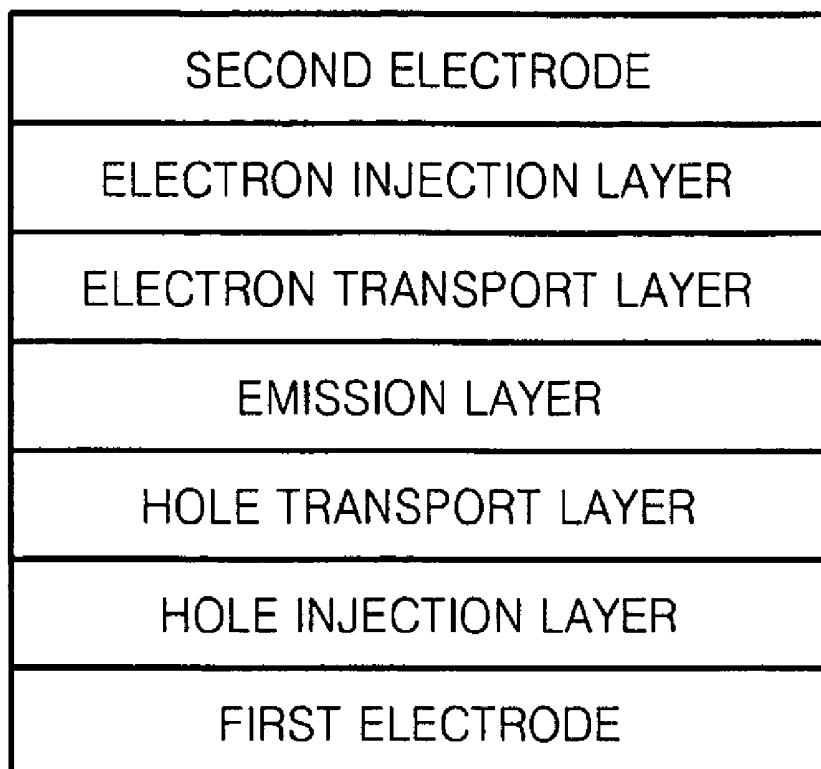 SECOND ELECTRODE
ELECTRON INJECTION LAYER
ELECTRON TRANSPORT LAYER
EMISSION LAYER
HOLE TRANSPORT LAYER
HOLE INJECTION LAYER
FIRST ELECTRODE